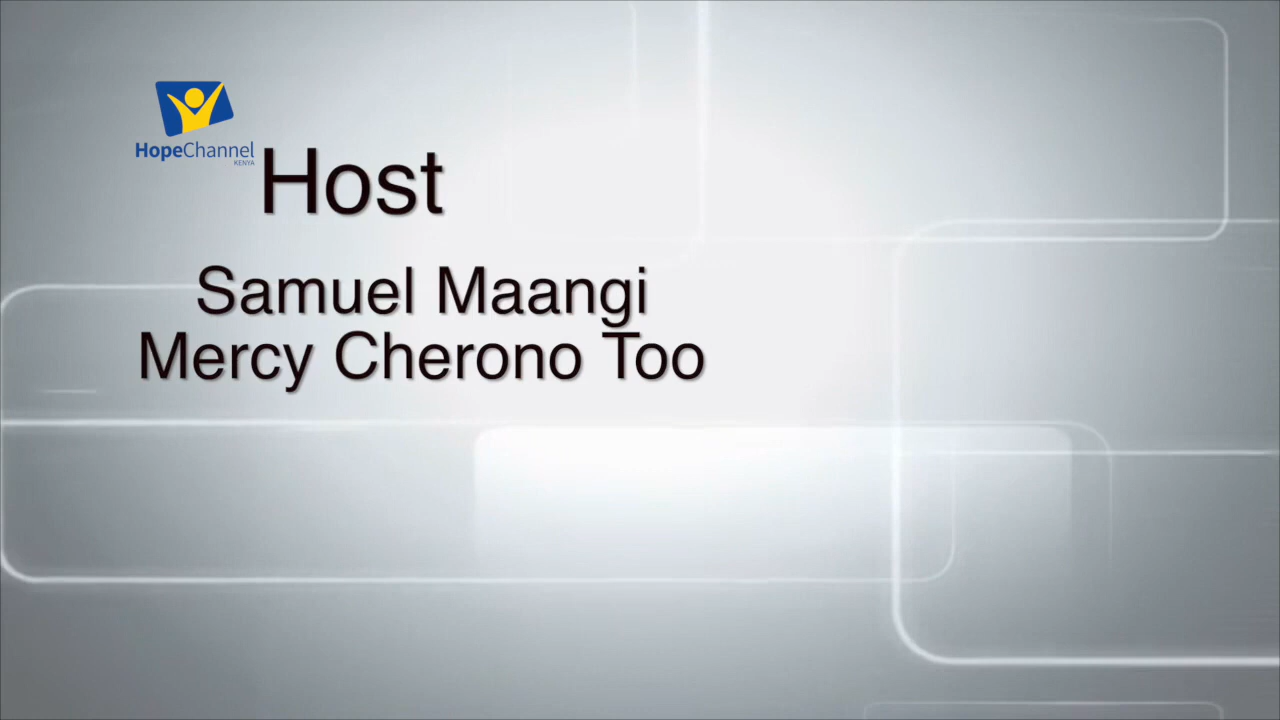 HopeChannel
KENYA
Host
Samuel Maangi
Mercy Cherono Too